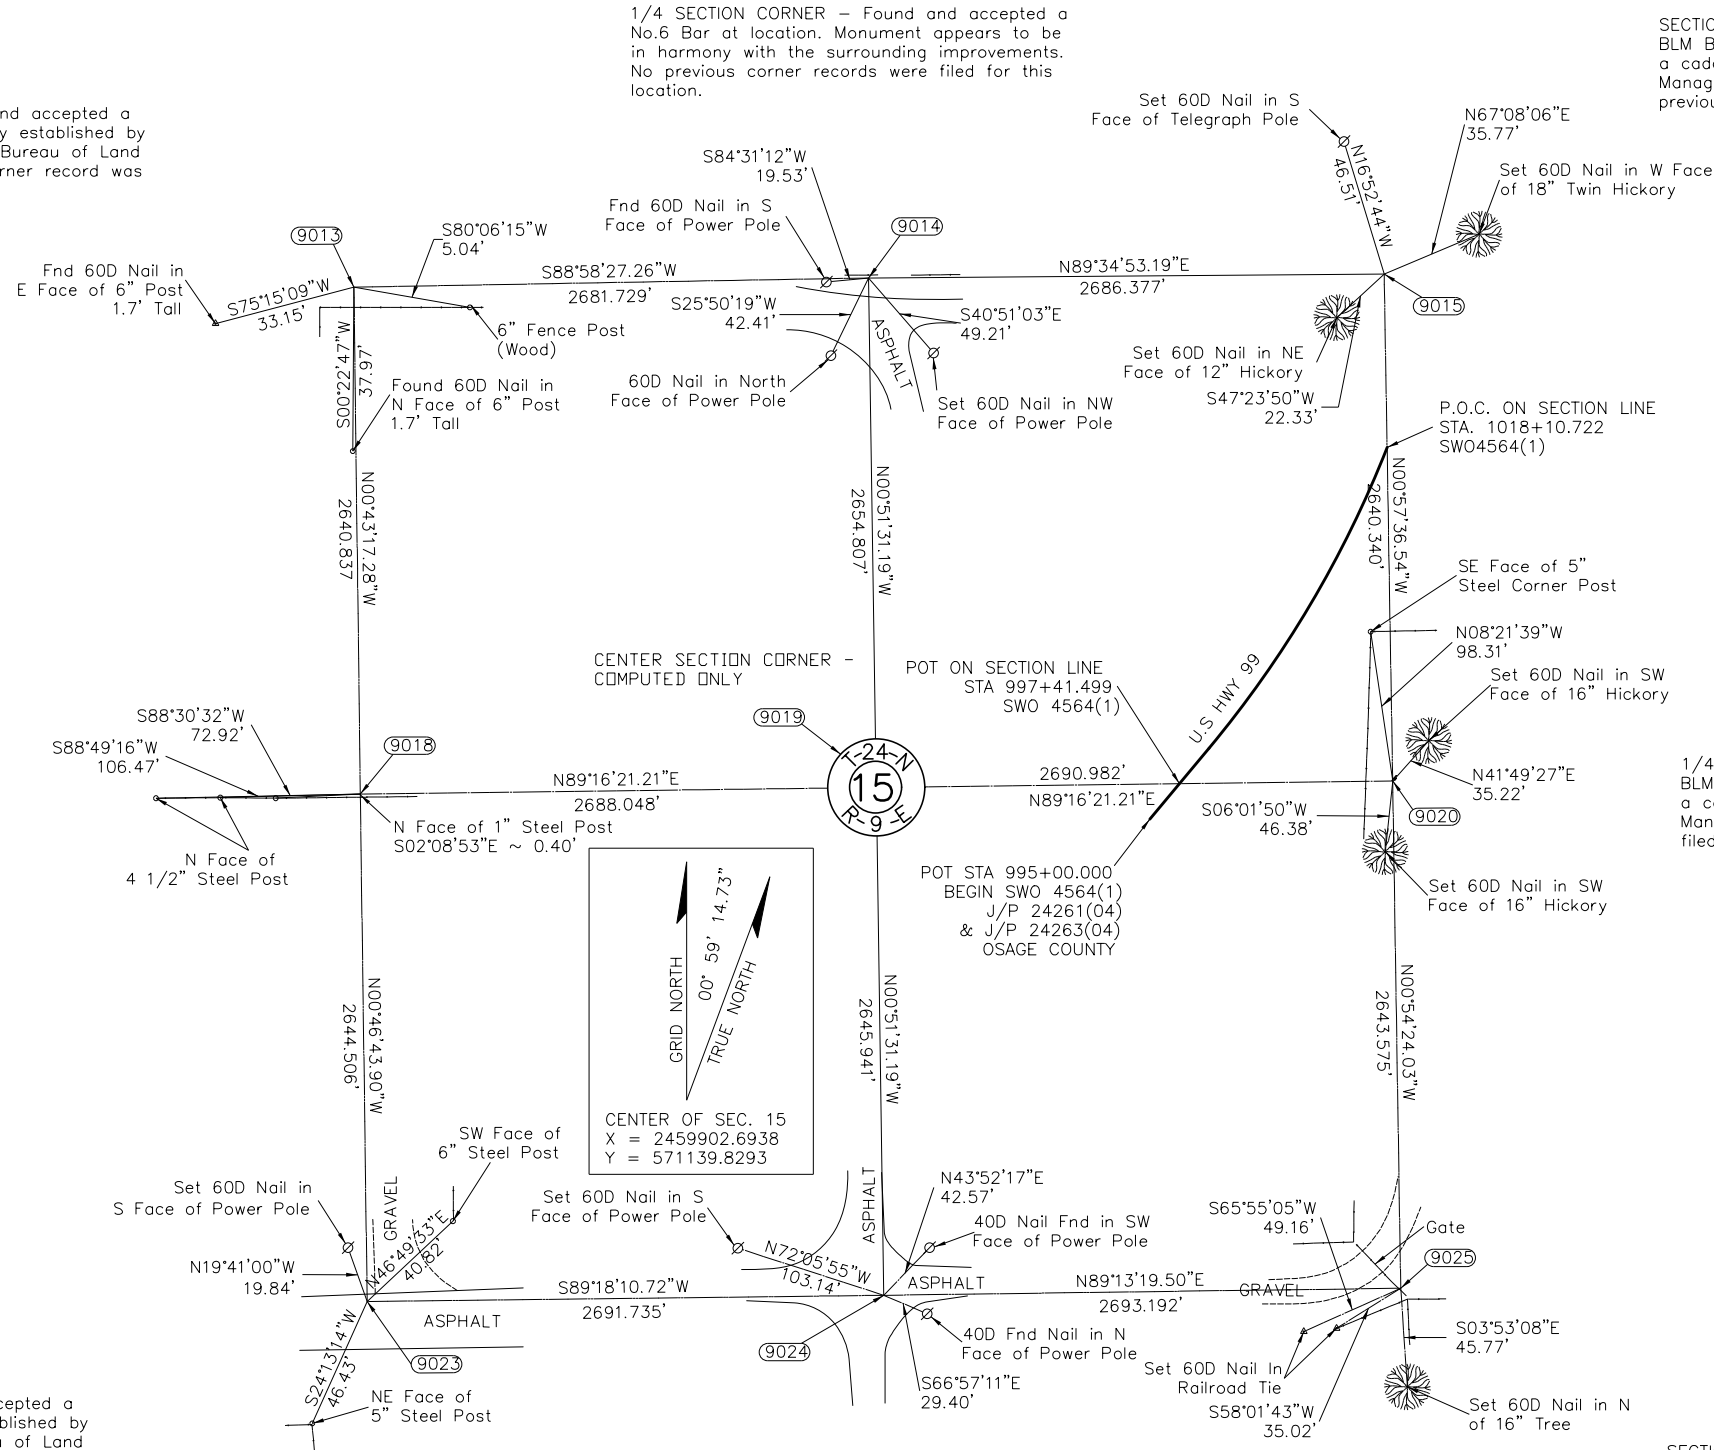 1/4 SECTION CORNER – Found and accepted a
No.6 Bar at location. Monument appears to be
in harmony with the surrounding improvements.
No previous corner records were filed for this
location.
SECTIO
BLM B
a cad
Manag
previou
nd accepted a
y established by
Bureau of Land
rner record was
Set 60D Nail in S
Face of Telegraph Pole
N67°08'06"E
35.77'
N16°52'44"W
46.51'
Set 60D Nail in W Face
of 18" Twin Hickory
S84°31'12"W
19.53'
Fnd 60D Nail in S
Face of Power Pole
9014
9013
S80°06'15"W
5.04'
Fnd 60D Nail in
E Face of 6" Post
1.7' Tall
S75°15'09"W
33.15'
S88°58'27.26"W
2681.729'
N89°34'53.19"E
2686.377'
9015
S25°50'19"W
42.41'
S40°51'03"E
49.21'
ASPHALT
6" Fence Post
(Wood)
S00°22'47"W
37.97'
Found 60D Nail in
N Face of 6" Post
1.7' Tall
60D Nail in North
Face of Power Pole
Set 60D Nail in NW
Face of Power Pole
Set 60D Nail in NE
Face of 12" Hickory
S47°23'50"W
22.33'
P.O.C. ON SECTION LINE
STA. 1018+10.722
SWO4564(1)
N00°43'17.28"W
2640.837
N00°51'31.19"W
2654.807'
N00°57'36.54"W
2640.340'
SE Face of 5"
Steel Corner Post
N08°21'39"W
98.31'
Set 60D Nail in SW
Face of 16" Hickory
CENTER SECTION CORNER –
COMPUTED ONLY
POT ON SECTION LINE
STA 997+41.499
SWO 4564(1)
U.S HWY 99
9019
S88°30'32"W
72.92'
S88°49'16"W
106.47'
9018
N89°16'21.21"E
2688.048'
T-24-N
15
R-9-E
2690.982'
N89°16'21.21"E
N41°49'27"E
35.22'
S06°01'50"W
46.38'
9020
1/4
BLM
a c
Man
filed
N Face of 1" Steel Post
S02°08'53"E ~ 0.40'
N Face of
4 1/2" Steel Post
POT STA 995+00.000
BEGIN SWO 4564(1)
J/P 24261(04)
& J/P 24263(04)
OSAGE COUNTY
Set 60D Nail in SW
Face of 16" Hickory
GRID NORTH
00° 59' 14.73"
TRUE NORTH
CENTER OF SEC. 15
X = 2459902.6938
Y = 571139.8293
N00°46'43.90"W
2644.506'
N00°51'31.19"W
2645.941'
N00°54'24.03"W
2643.575'
SW Face of
6" Steel Post
Set 60D Nail in
S Face of Power Pole
GRAVEL
N46°49'33"E
40.82'
N19°41'00"W
19.84'
Set 60D Nail in S
Face of Power Pole
N72°05'55"W
103.14'
ASPHALT
N43°52'17"E
42.57'
40D Nail Fnd in SW
Face of Power Pole
S65°55'05"W
49.16'
Gate
9025
S89°18'10.72"W
2691.735'
ASPHALT
N89°13'19.50"E
2693.192'
GRAVEL
ASPHALT
S24°13'14"W
46.43'
9023
9024
40D Fnd Nail in N
Face of Power Pole
S66°57'11"E
29.40'
S03°53'08"E
45.77'
Set 60D Nail In
Railroad Tie
S58°01'43"W
35.02'
Set 60D Nail in N
of 16" Tree
NE Face of
5" Steel Post
cepted a
blished by
of Land